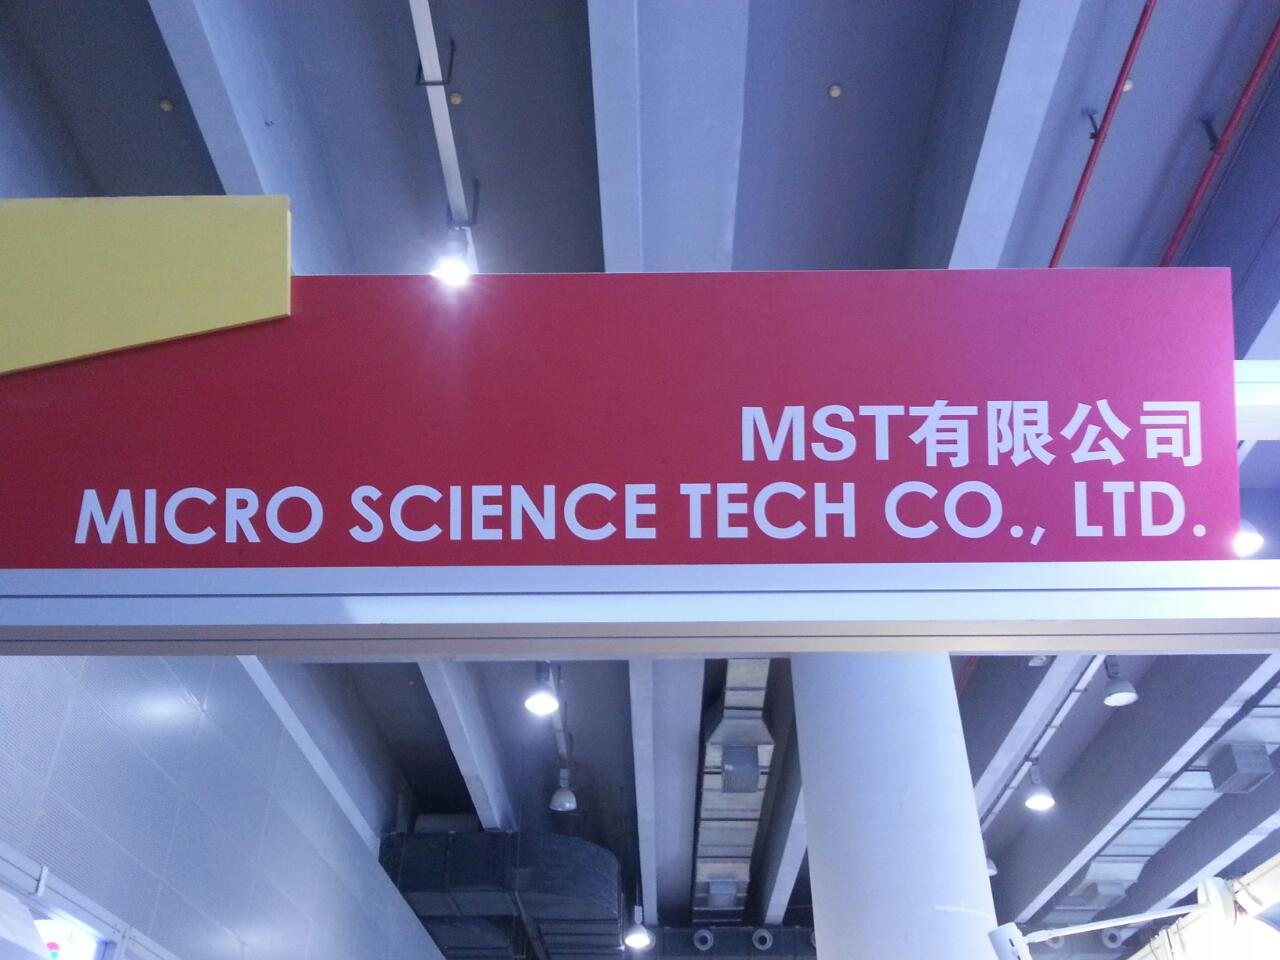 MST有限公司
MICRO SCIENCE TECH CO., LTD.